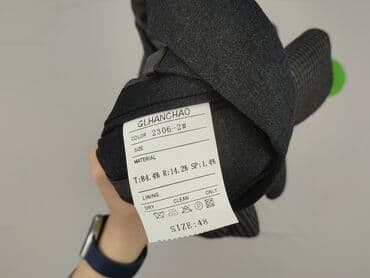 GLHANCHAO
COLOR 2306-2#
SIZE
MATERIAL
T:84.4% R:14.2% SP:1.4%
LINING
DRY CLEAN ONLY
SIZE:48